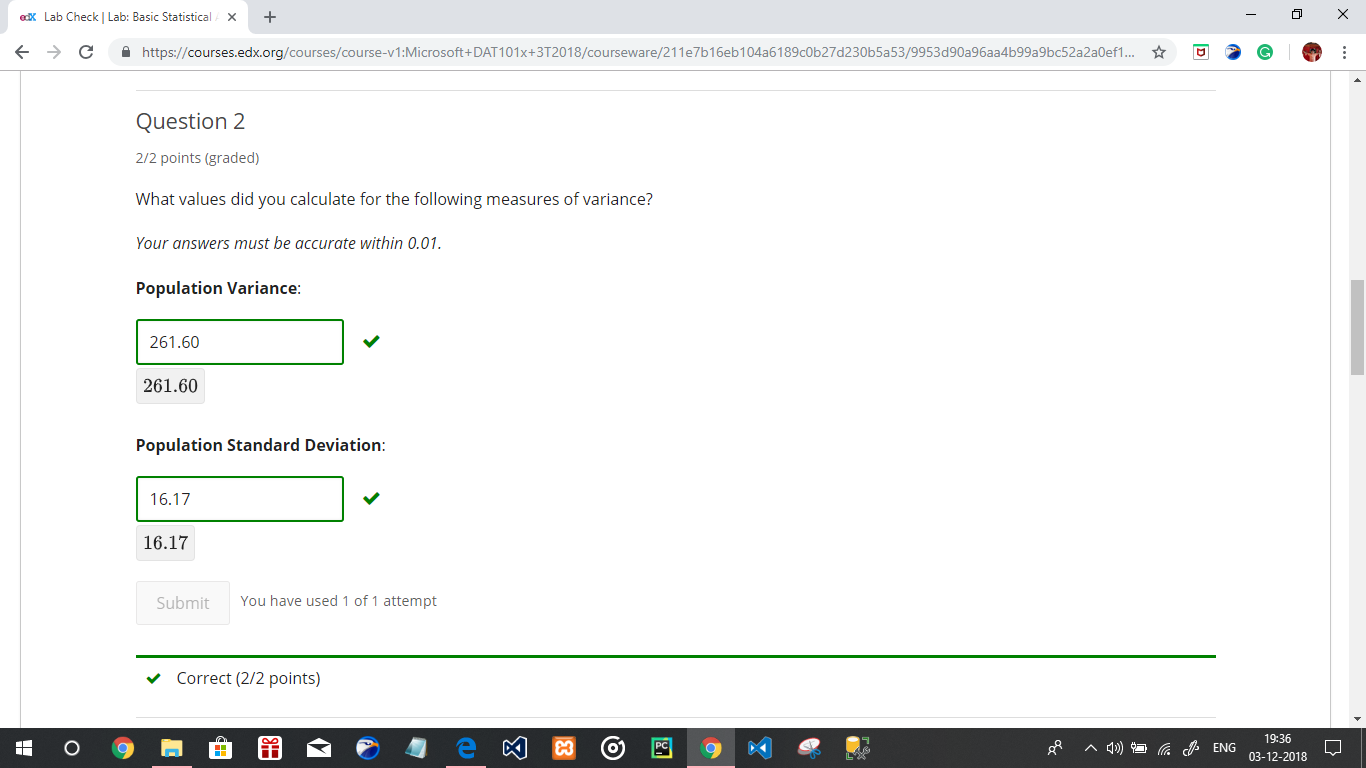 edX Lab Check | Lab: Basic Statistical
https://courses.edx.org/courses/course-v1:Microsoft+DAT101x+3T2018/courseware/211e7b16eb104a6189c0b27d230b5a53/9953d90a96aa4b99a9bc52a2a0ef1...
Question 2
2/2 points (graded)
What values did you calculate for the following measures of variance?
Your answers must be accurate within 0.01.
Population Variance:
261.60
261.60
Population Standard Deviation:
16.17
16.17
Submit You have used 1 of 1 attempt
Correct (2/2 points)
PC
ENG
19:36
03-12-2018